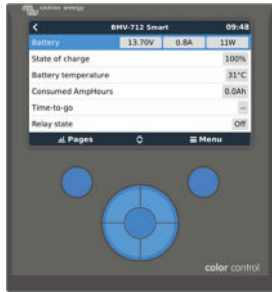 victron energy
< BMV-712 Smart 09:48
Battery 13.70V 0.8A 11W
State of charge 100%
Battery temperature 31°C
Consumed AmpHours 0.0Ah
Time-to-go --
Relay state Off
Pages Menu
color control